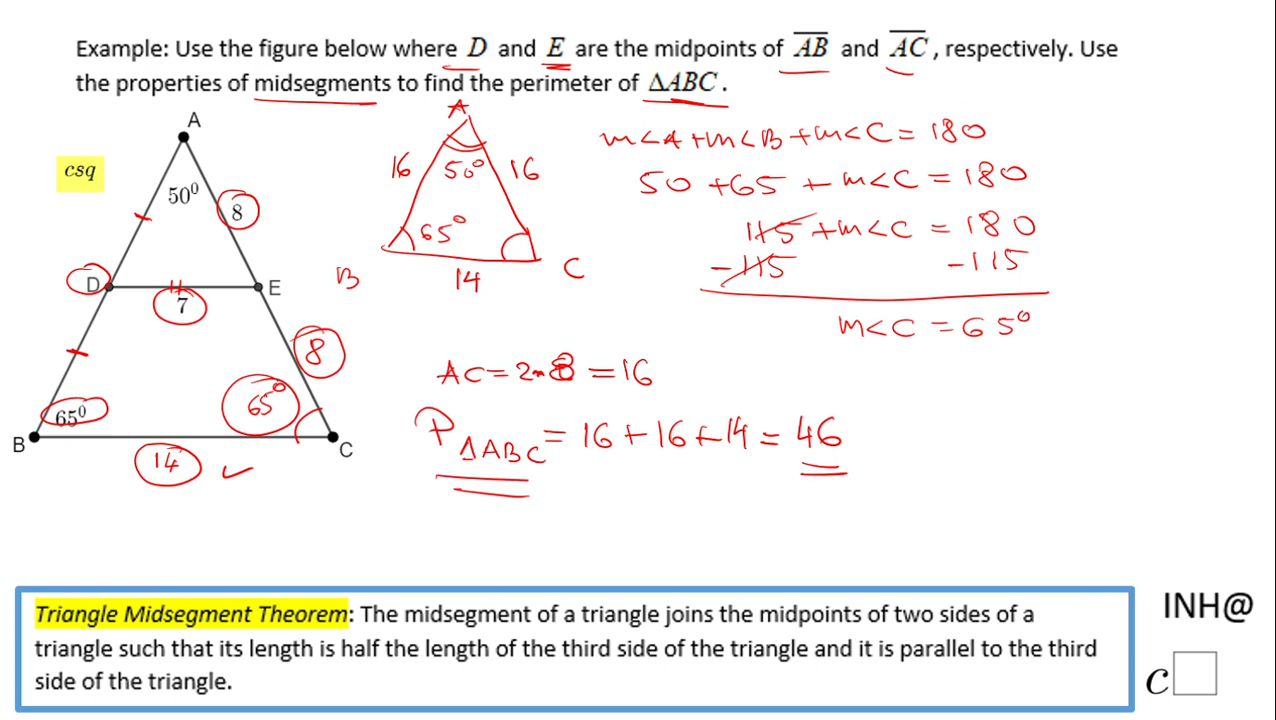 Example: Use the figure below where D and E are the midpoints of AB and AC, respectively. Use
the properties of midsegments to find the perimeter of ΔABC.
A
csq
50⁰
8
D
7
E
8
65⁰
65⁰
B
14
C
A
16
50⁰
16
65⁰
B
14
C
m<A + m<B + m<C = 180
50 + 65 + m<C = 180
115 + m<C = 180
-115 -115
m<C = 65⁰
AC = 2·8 = 16
P ΔABC = 16 + 16 + 14 = 46
Triangle Midsegment Theorem: The midsegment of a triangle joins the midpoints of two sides of a
triangle such that its length is half the length of the third side of the triangle and it is parallel to the third
side of the triangle.
INH@
c